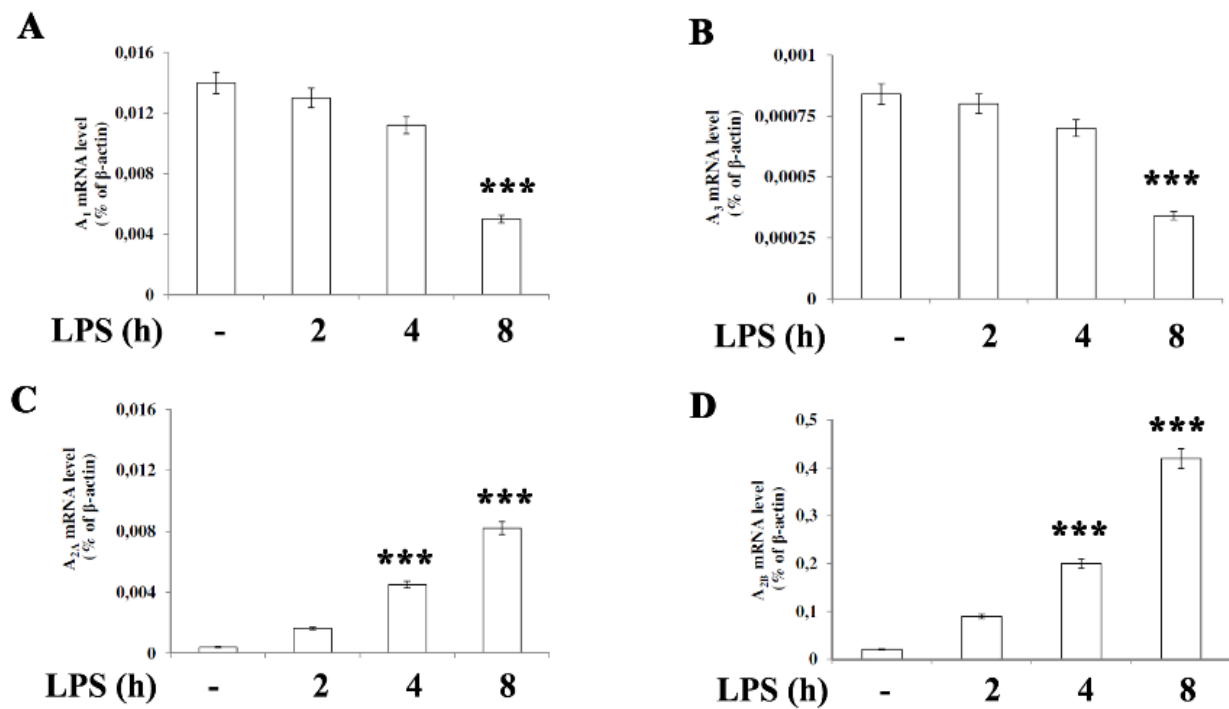 A
0,016
0,012
0,008
0,004
0
A1 mRNA level
(% of β-actin)
***
LPS (h) - 2 4 8
B
0,001
0,00075
0,0005
0,00025
0
A3 mRNA level
(% of β-actin)
***
LPS (h) - 2 4 8
C
0,016
0,012
0,008
0,004
0
A2A mRNA level
(% of β-actin)
***
***
LPS (h) - 2 4 8
D
0,5
0,4
0,3
0,2
0,1
0
A2B mRNA level
(% of β-actin)
***
***
LPS (h) - 2 4 8